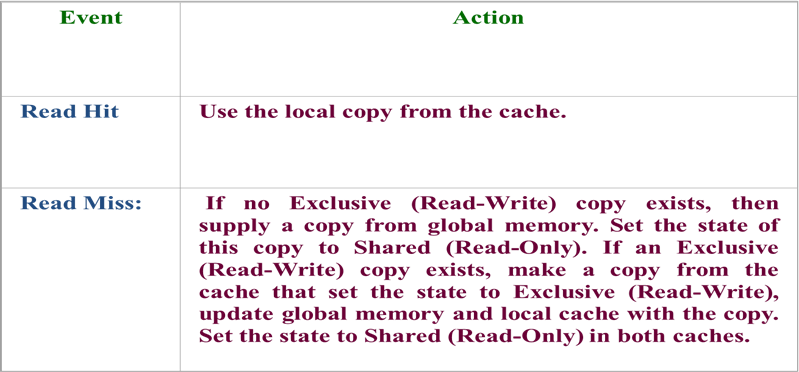 Event Action
Read Hit Use the local copy from the cache.
Read Miss: If no Exclusive (Read-Write) copy exists, then
supply a copy from global memory. Set the state of
this copy to Shared (Read-Only). If an Exclusive
(Read-Write) copy exists, make a copy from the
cache that set the state to Exclusive (Read-Write),
update global memory and local cache with the copy.
Set the state to Shared (Read-Only) in both caches.